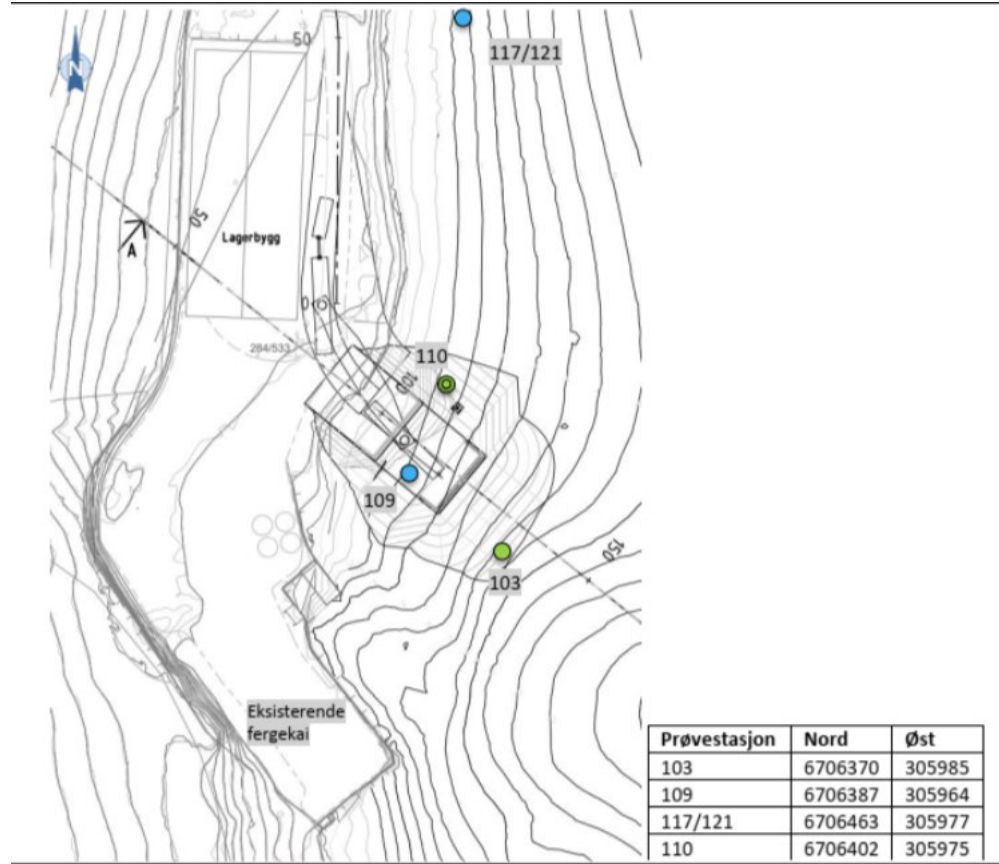 N
50
117/121
50
A
Lagerbygg
0
284/533
110
100
109
103
150
Eksisterende
fergekai
Prøvestasjon Nord Øst
103 6706370 305985
109 6706387 305964
117/121 6706463 305977
110 6706402 305975